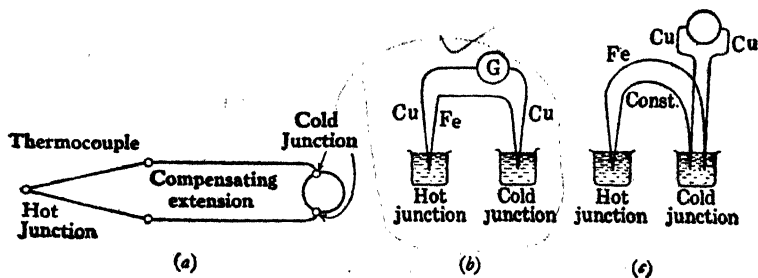 Thermocouple
Hot
Junction
Compensating
extension
Cold
Junction
(a)
G
Cu
Fe
Cu
Hot
junction
Cold
junction
(b)
Cu
Cu
Fe
Const.
Hot
junction
Cold
junction
(c)